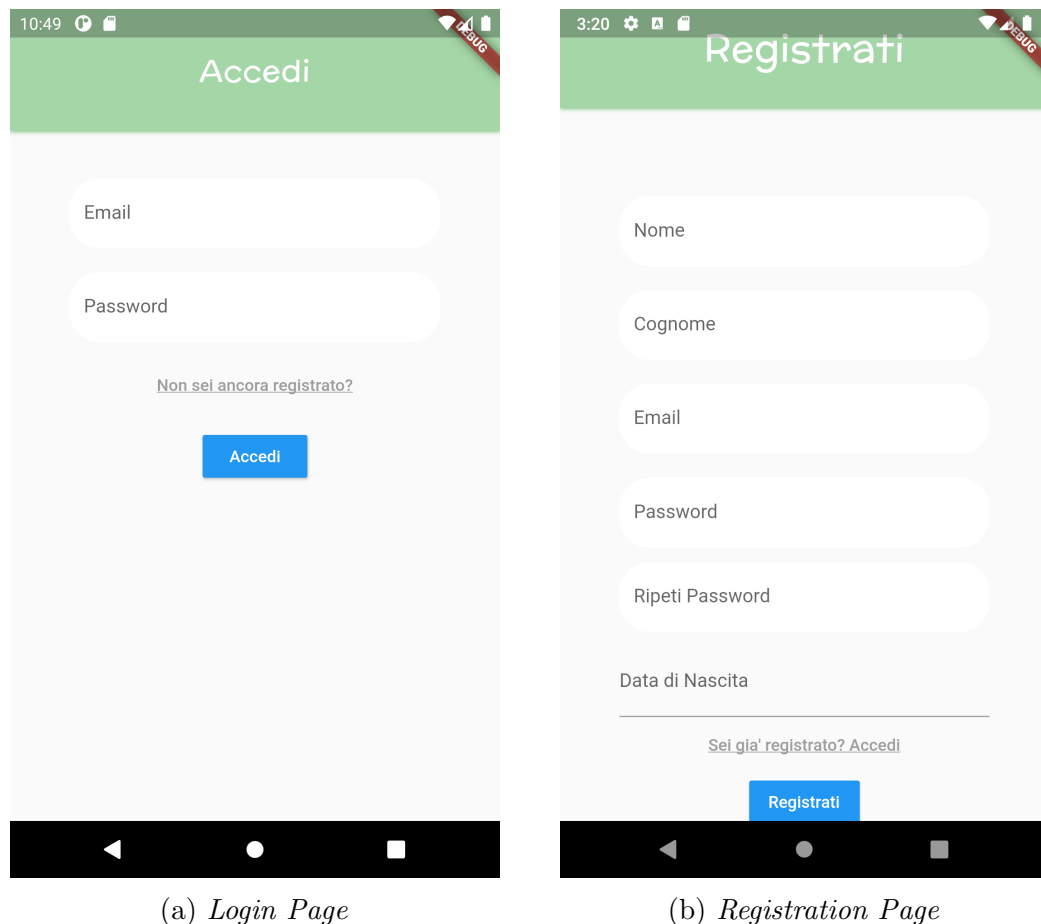 10:49
DEBUG
Accedi
Email
Password
Non sei ancora registrato?
Accedi
(a) Login Page
3:20
A
DEBUG
Registrati
Nome
Cognome
Email
Password
Ripeti Password
Data di Nascita
Sei gia' registrato? Accedi
Registrati
(b) Registration Page